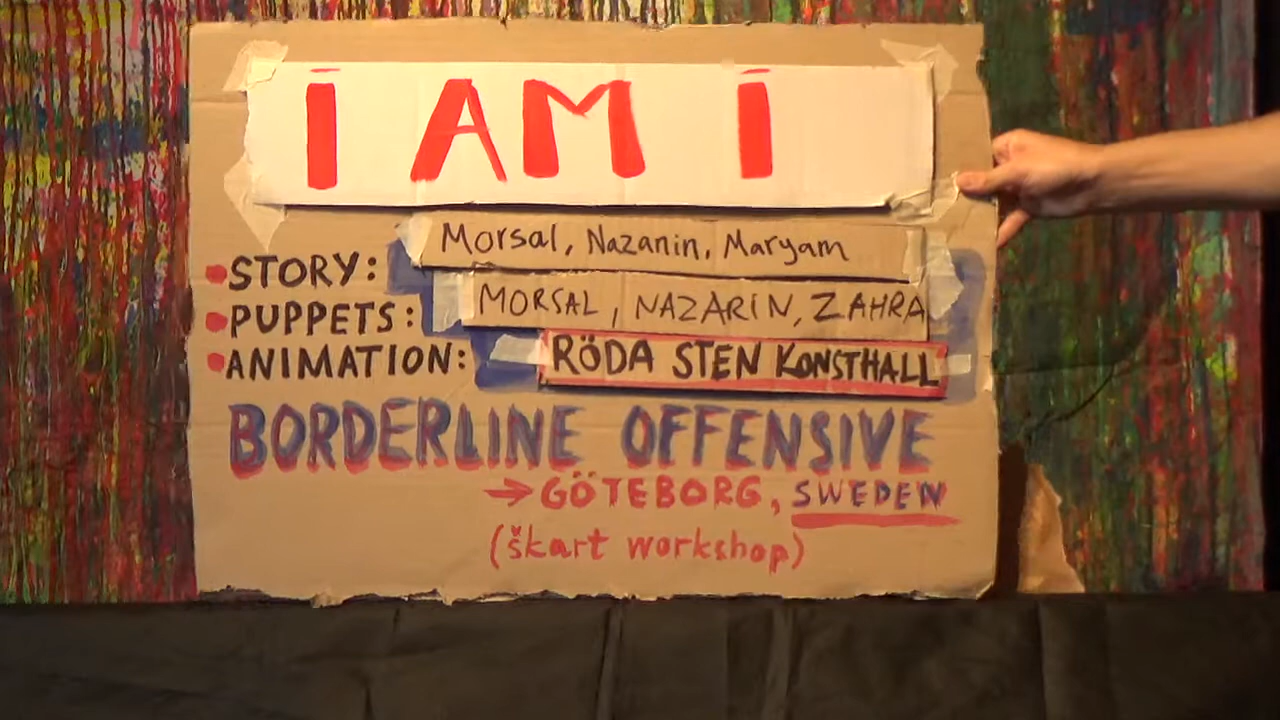 I AM I
• STORY: Morsal, Nazanin, Maryam
• PUPPETS: MORSAL, NAZARIN, ZAHRA
• ANIMATION: RÖDA STEN KONSTHALL
BORDERLINE OFFENSIVE
→ GÖTEBORG, SWEDEN
(škart workshop)